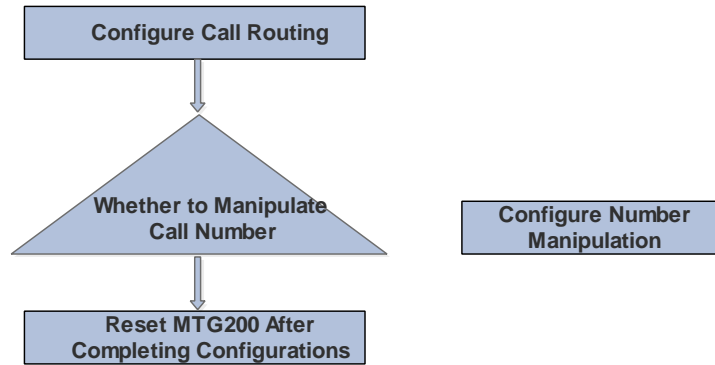 Configure Call Routing
Whether to Manipulate
Call Number
Configure Number
Manipulation
Reset MTG200 After
Completing Configurations